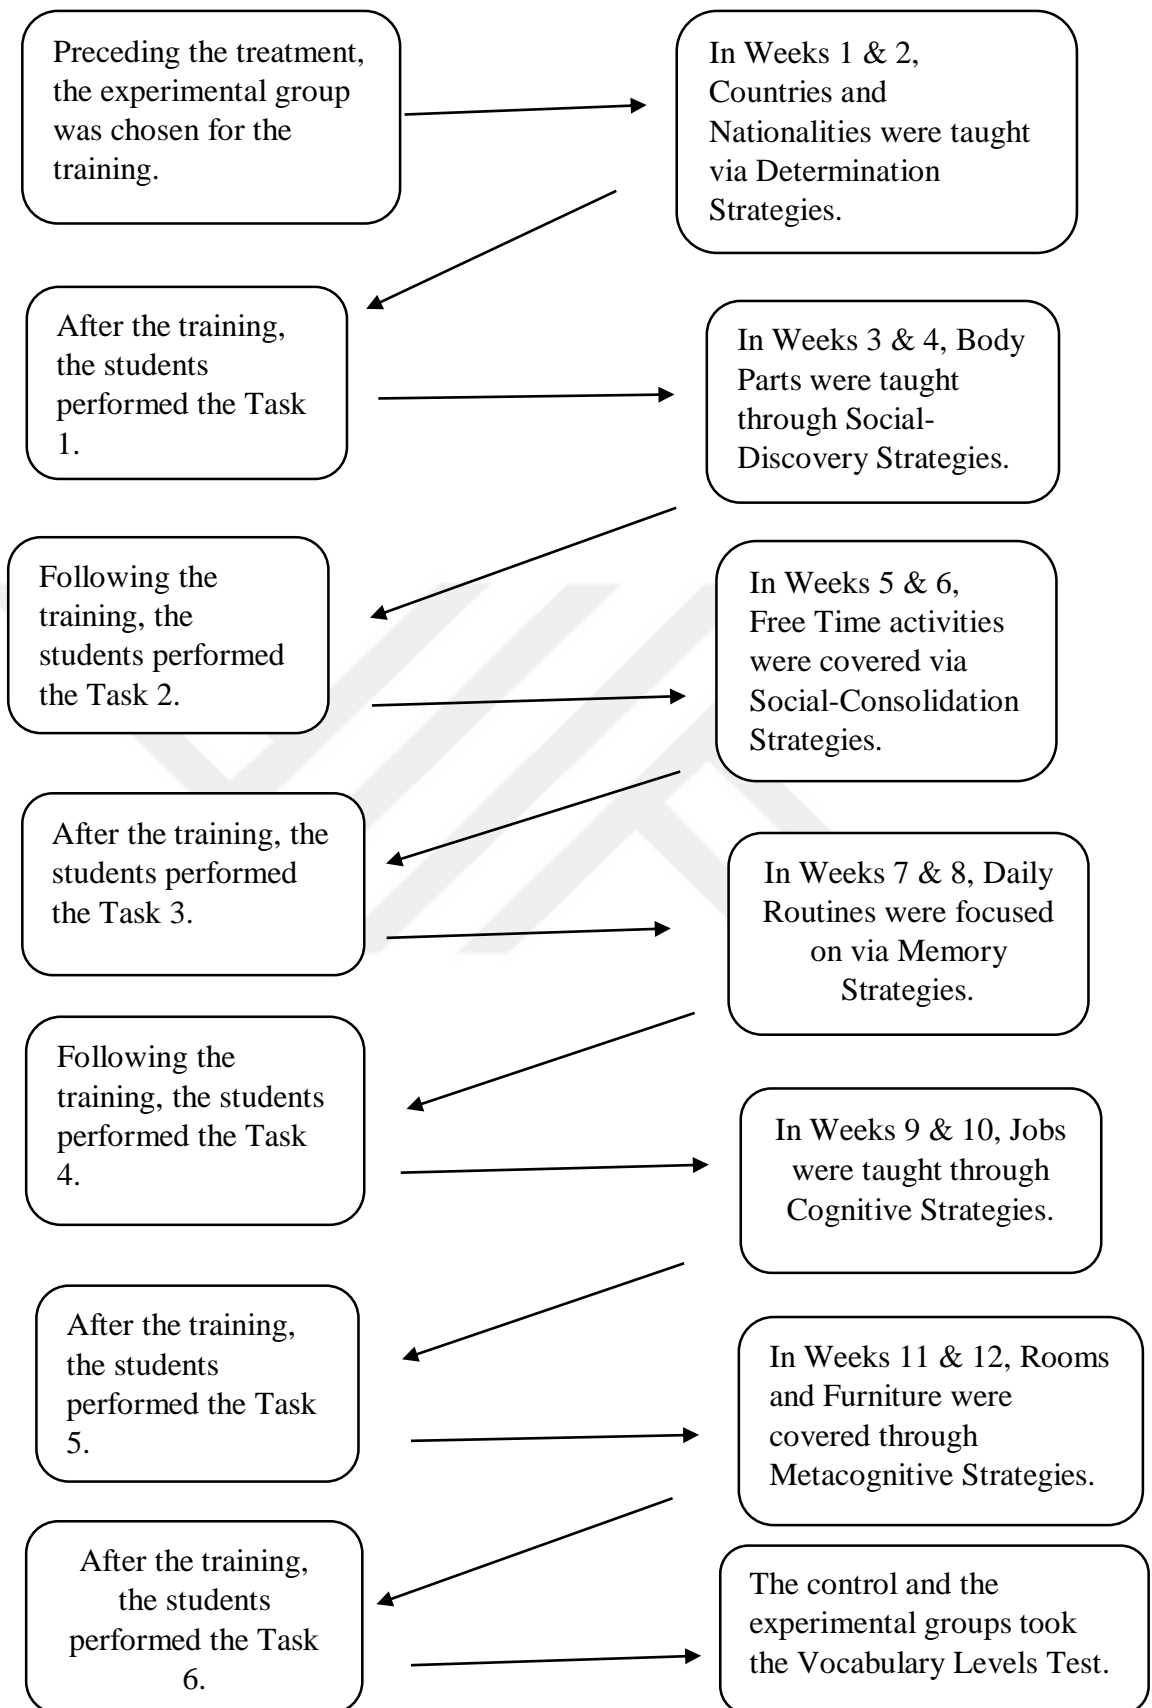 Preceding the treatment,
the experimental group
was chosen for the
training.
In Weeks 1 & 2,
Countries and
Nationalities were taught
via Determination
Strategies.
After the training,
the students
performed the Task
1.
In Weeks 3 & 4, Body
Parts were taught
through Social-
Discovery Strategies.
Following the
training, the
students performed
the Task 2.
In Weeks 5 & 6,
Free Time activities
were covered via
Social-Consolidation
Strategies.
After the training, the
students performed
the Task 3.
In Weeks 7 & 8, Daily
Routines were focused
on via Memory
Strategies.
Following the
training, the students
performed the Task
4.
In Weeks 9 & 10, Jobs
were taught through
Cognitive Strategies.
After the training,
the students
performed the Task
5.
In Weeks 11 & 12, Rooms
and Furniture were
covered through
Metacognitive Strategies.
After the training,
the students
performed the Task
6.
The control and the
experimental groups took
the Vocabulary Levels Test.